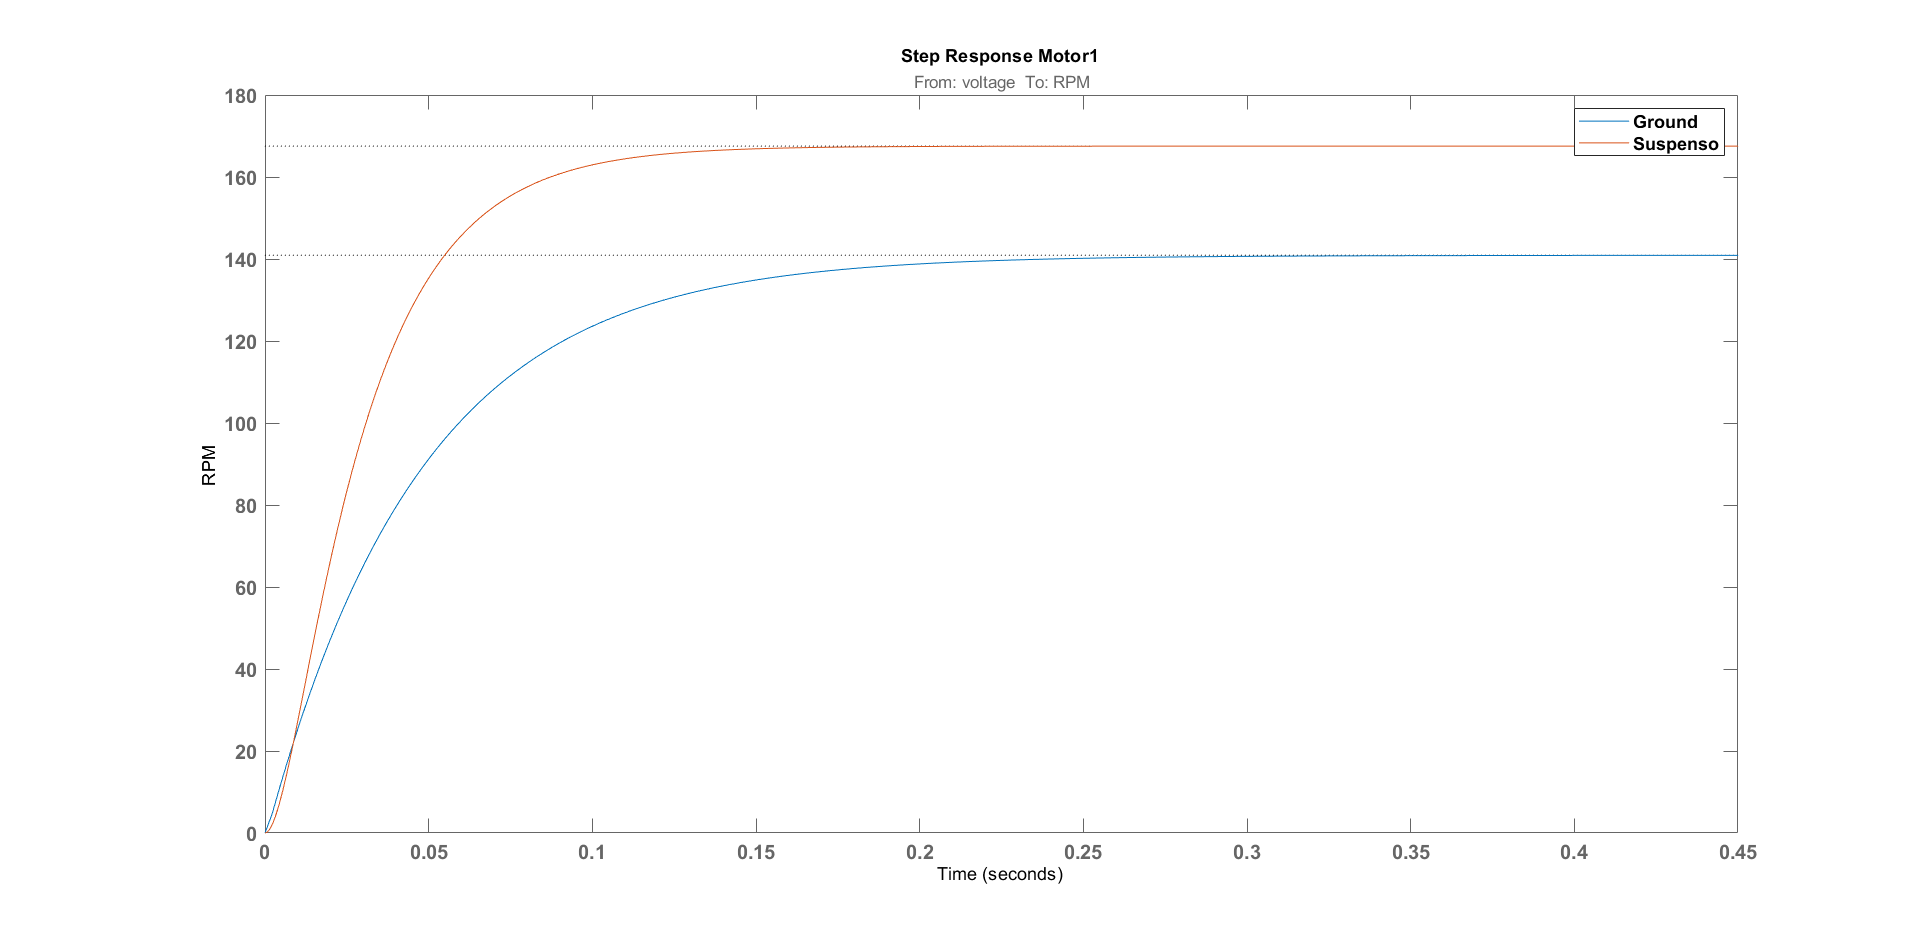 Step Response Motor1
From: voltage  To: RPM
180
160
140
120
100
80
60
40
20
0
RPM
Ground
Suspenso
0 0.05 0.1 0.15 0.2 0.25 0.3 0.35 0.4 0.45
Time (seconds)